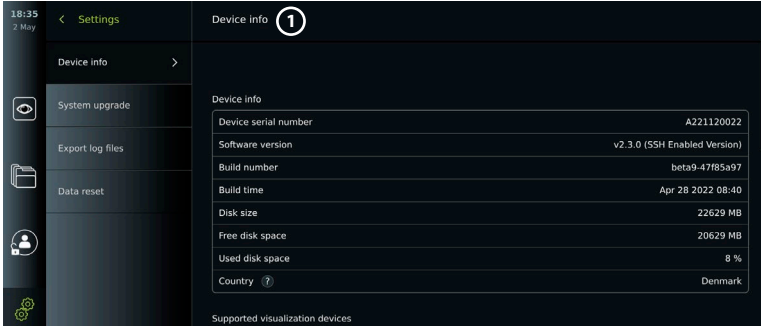 18:35
2 May
< Settings
Device info
System upgrade
Export log files
Data reset
Device info 1
Device info
Device serial number A221120022
Software version v2.3.0 (SSH Enabled Version)
Build number beta9-47f85a97
Build time Apr 28 2022 08:40
Disk size 22629 MB
Free disk space 20629 MB
Used disk space 8 %
Country ? Denmark
Supported visualization devices